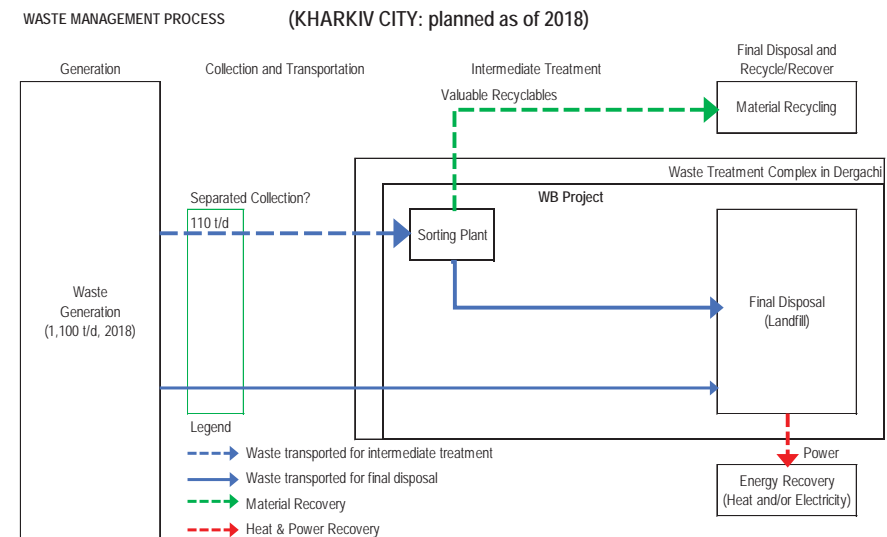 WASTE MANAGEMENT PROCESS
(KHARKIV CITY: planned as of 2018)
Generation
Collection and Transportation
Intermediate Treatment
Final Disposal and
Recycle/Recover
Valuable Recyclables
Material Recycling
Waste Treatment Complex in Dergachi
WB Project
Separated Collection?
110 t/d
Sorting Plant
Waste
Generation
(1,100 t/d, 2018)
Final Disposal
(Landfill)
Legend
Waste transported for intermediate treatment
Waste transported for final disposal
Material Recovery
Heat & Power Recovery
Power
Energy Recovery
(Heat and/or Electricity)